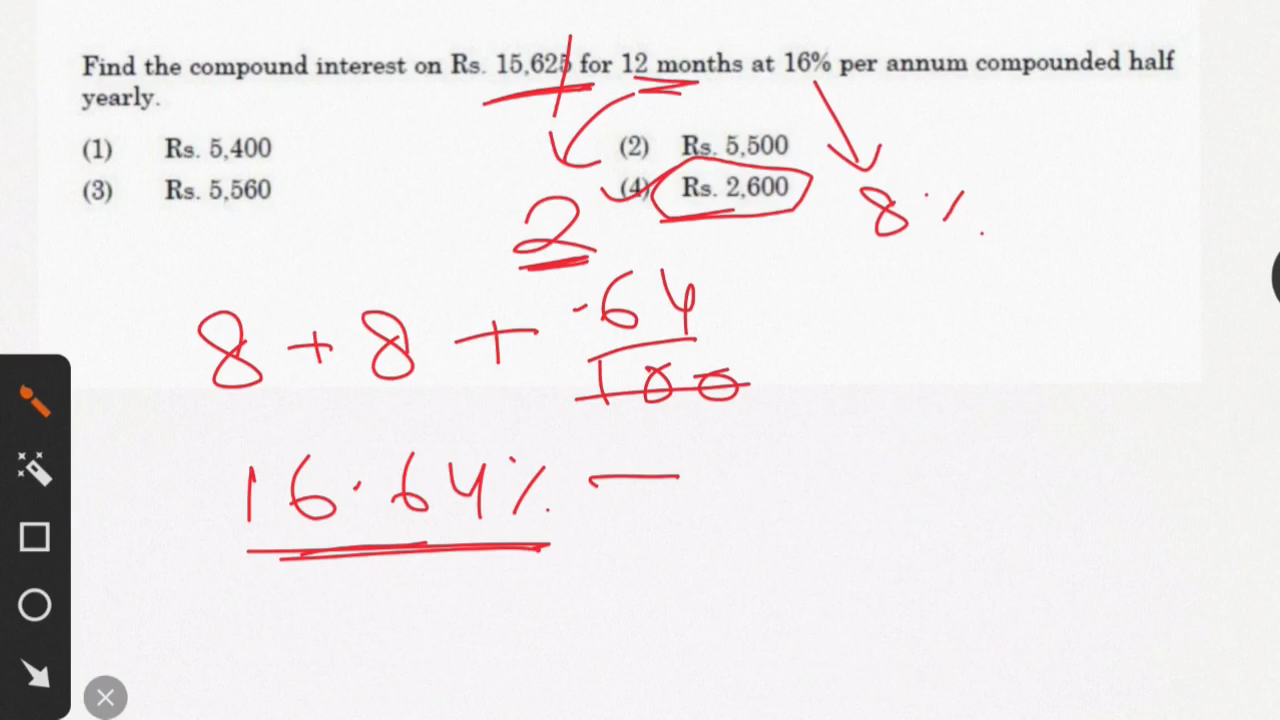 Find the compound interest on Rs. 15,625 for 12 months at 16% per annum compounded half
yearly.
(1) Rs. 5,400 (2) Rs. 5,500
(3) Rs. 5,560 (4) Rs. 2,600
8%
2
8 + 8 + .64
100
16.64% —